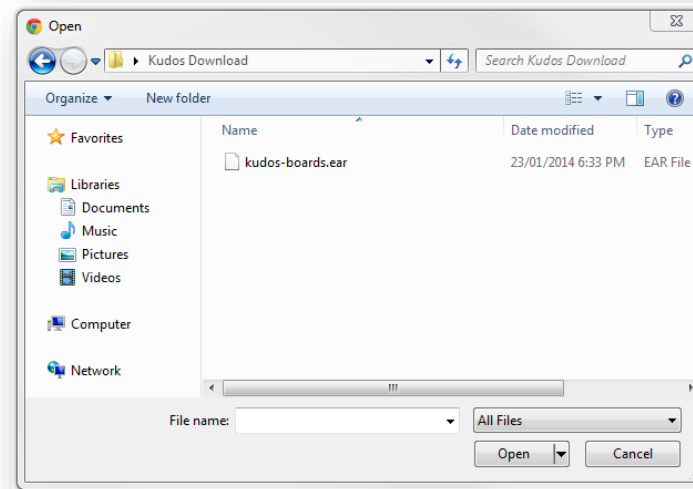 Open
Kudos Download
Search Kudos Download
Organize
New folder
Name
Date modified
Type
Favorites
kudos-boards.ear
23/01/2014 6:33 PM
EAR File
Libraries
Documents
Music
Pictures
Videos
Computer
Network
File name:
All Files
Open
Cancel